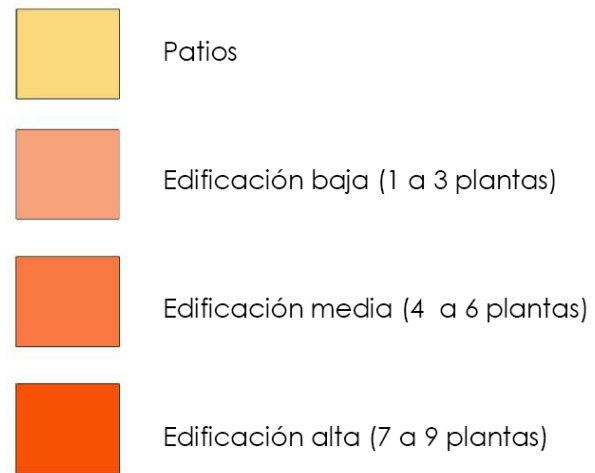 Patios
Edificación baja (1 a 3 plantas)
Edificación media (4 a 6 plantas)
Edificación alta (7 a 9 plantas)